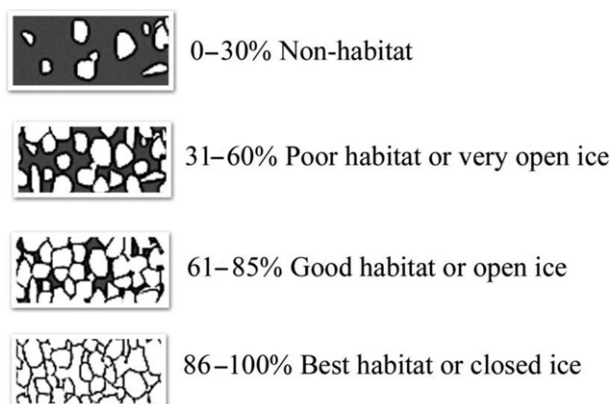 0–30% Non-habitat
31–60% Poor habitat or very open ice
61–85% Good habitat or open ice
86–100% Best habitat or closed ice